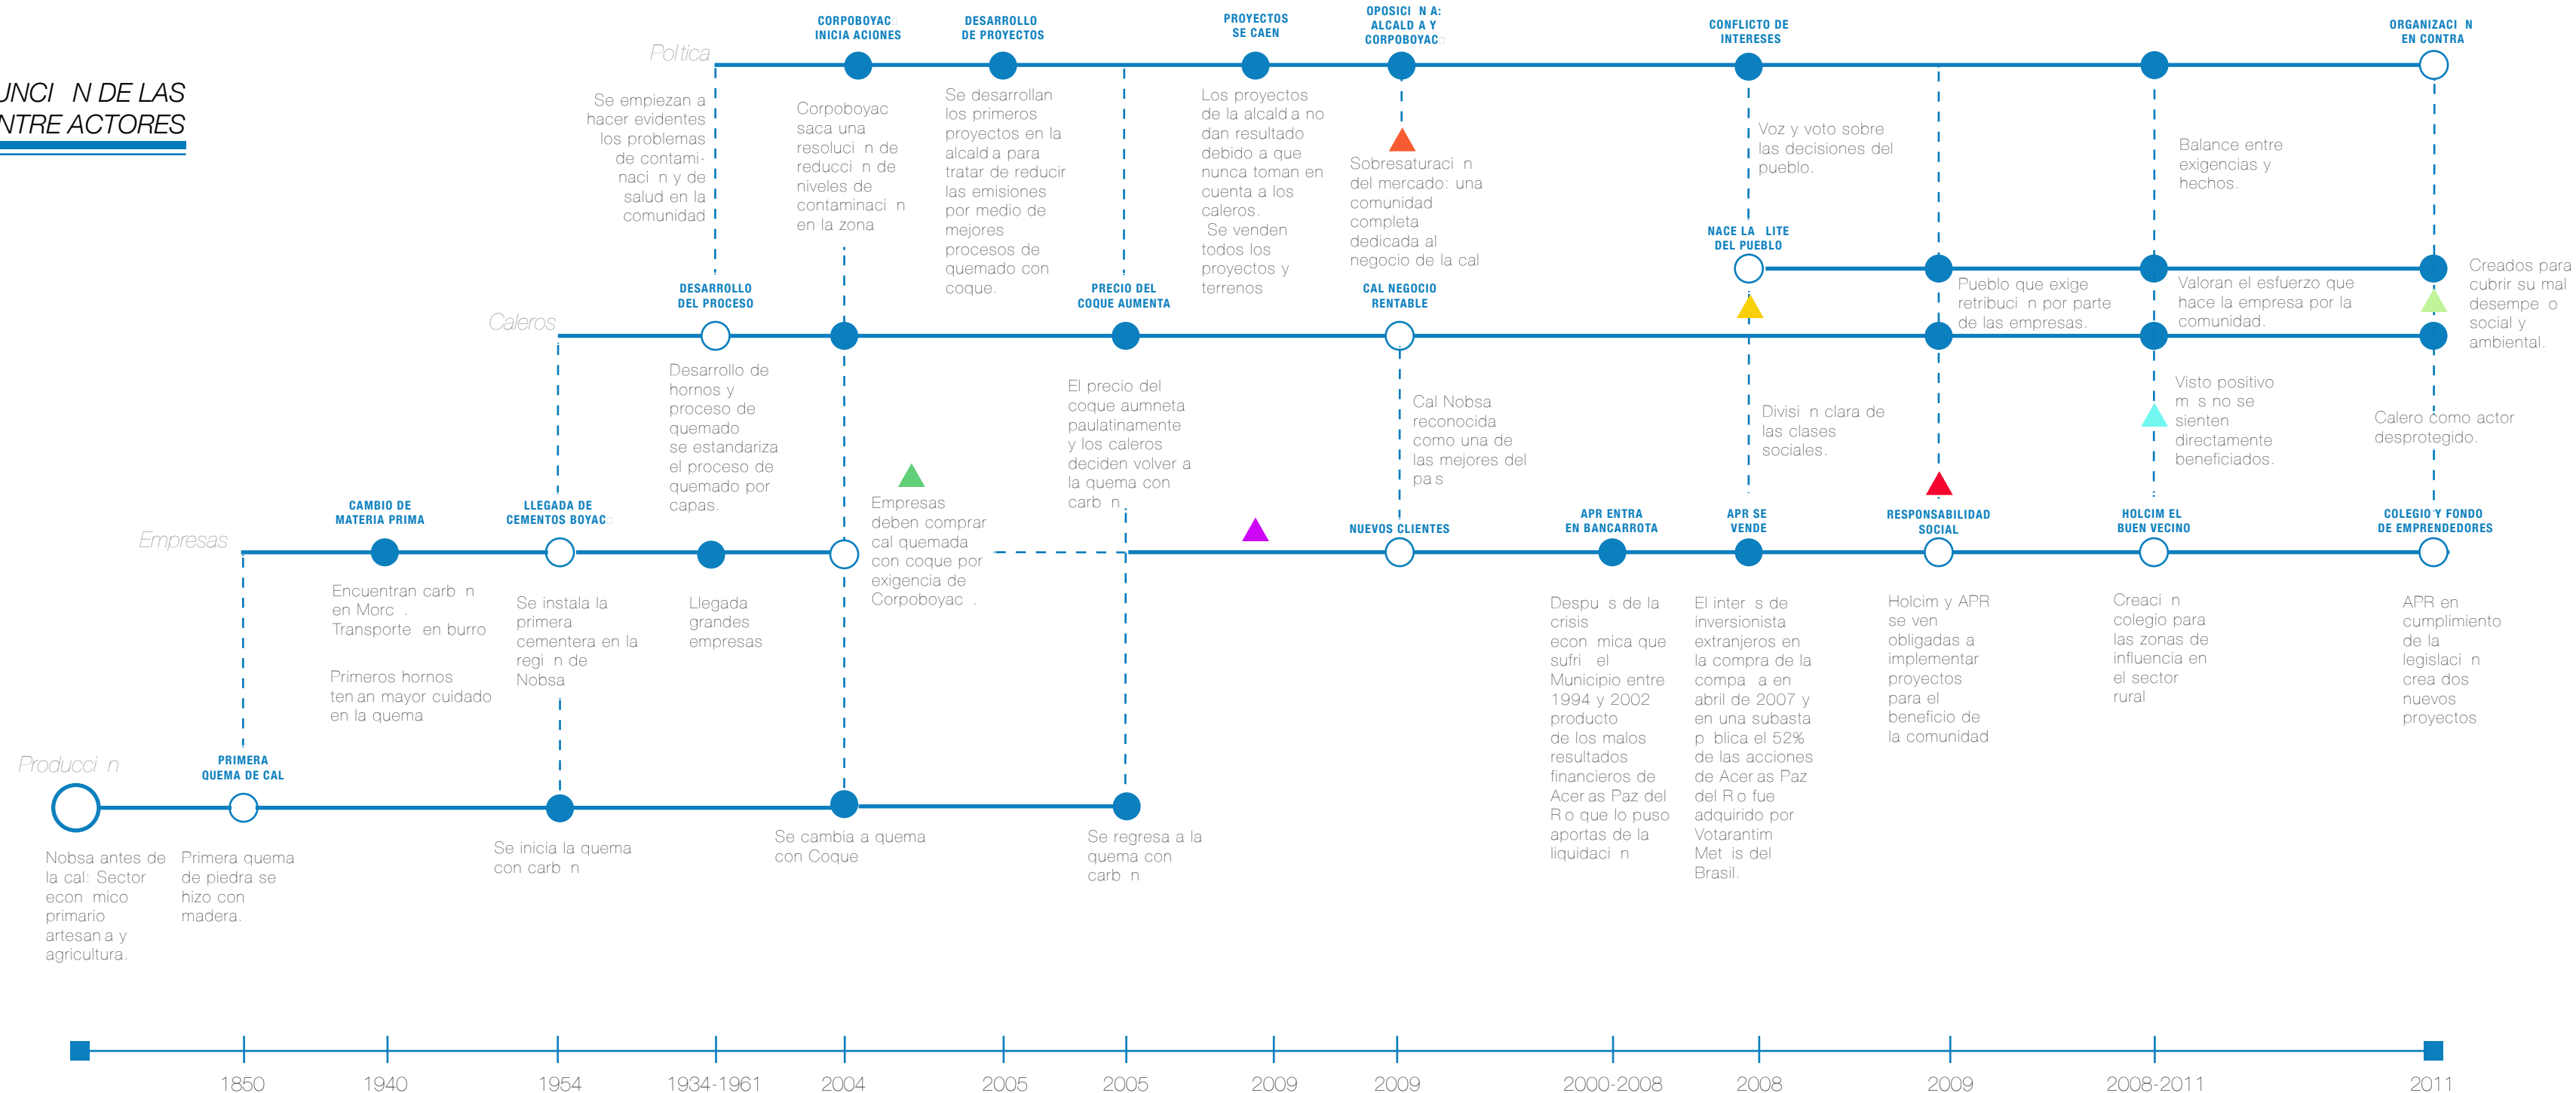 UNCI N DE LAS
NTRE ACTORES
Pol tica
CORPOBOYAC□
INICIA ACIONES
DESARROLLO
DE PROYECTOS
PROYECTOS
SE CAEN
OPOSICI N A:
ALCALD A Y
CORPOBOYAC□
CONFLICTO DE
INTERESES
ORGANIZACI N
EN CONTRA
Se empiezan a
hacer evidentes
los problemas
de contami-
naci n y de
salud en la
comunidad
Corpoboyac
saca una
resoluci n de
reducci n de
niveles de
contaminaci n
en la zona
Se desarrollan
los primeros
proyectos en la
alcald a para
tratar de reducir
las emisiones
por medio de
mejores
procesos de
quemado con
coque.
Los proyectos
de la alcald a no
dan resultado
debido a que
nunca toman en
cuenta a los
caleros.
Se venden
todos los
proyectos y
terrenos
Sobresaturaci n
del mercado: una
comunidad
completa
dedicada al
negocio de la cal
Voz y voto sobre
las decisiones del
pueblo.
Balance entre
exigencias y
hechos.
NACE LA LITE
DEL PUEBLO
Pueblo que exige
retribuci n por parte
de las empresas.
Valoran el esfuerzo que
hace la empresa por la
comunidad.
Creados para
cubrir su mal
desempe o
social y
ambiental.
Caleros
DESARROLLO
DEL PROCESO
PRECIO DEL
COQUE AUMENTA
CAL NEGOCIO
RENTABLE
Desarrollo de
hornos y
proceso de
quemado
se estandariza
el proceso de
quemado por
capas.
El precio del
coque aumneta
paulatinamente
y los caleros
deciden volver a
la quema con
carb n
Cal Nobsa
reconocida
como una de
las mejores del
pa s
Divisi n clara de
las clases
sociales.
Visto positivo
m s no se
sienten
directamente
beneficiados.
Calero como actor
desprotegido.
Empresas
CAMBIO DE
MATERIA PRIMA
LLEGADA DE
CEMENTOS BOYAC□
Empresas
deben comprar
cal quemada
con coque por
exigencia de
Corpoboyac .
NUEVOS CLIENTES
APR ENTRA
EN BANCARROTA
APR SE
VENDE
RESPONSABILIDAD
SOCIAL
HOLCIM EL
BUEN VECINO
COLEGIO Y FONDO
DE EMPRENDEDORES
Encuentran carb n
en Morc .
Transporte en burro
Primeros hornos
ten an mayor cuidado
en la quema
Se instala la
primera
cementera en la
regi n de
Nobsa
Llegada
grandes
empresas
Despu s de la
crisis
econ mica que
sufri el
Municipio entre
1994 y 2002
producto
de los malos
resultados
financieros de
Acer as Paz del
R o que lo puso
aportas de la
liquidaci n
El inter s de
inversionista
extranjeros en
la compra de la
compa a en
abril de 2007 y
en una subasta
p blica el 52%
de las acciones
de Acer as Paz
del R o fue
adquirido por
Votarantim
Met is del
Brasil.
Holcim y APR
se ven
obligadas a
implementar
proyectos
para el
beneficio de
la comunidad
Creaci n
colegio para
las zonas de
influencia en
el sector
rural
APR en
cumplimiento
de la
legislaci n
crea dos
nuevos
proyectos
Producci n
PRIMERA
QUEMA DE CAL
Nobsa antes de
la cal: Sector
econ mico
primario
artesan a y
agricultura.
Primera quema
de piedra se
hizo con
madera.
Se inicia la quema
con carb n
Se cambia a quema
con Coque
Se regresa a la
quema con
carb n
1850
1940
1954
1934-1961
2004
2005
2005
2009
2009
2000-2008
2008
2009
2008-2011
2011